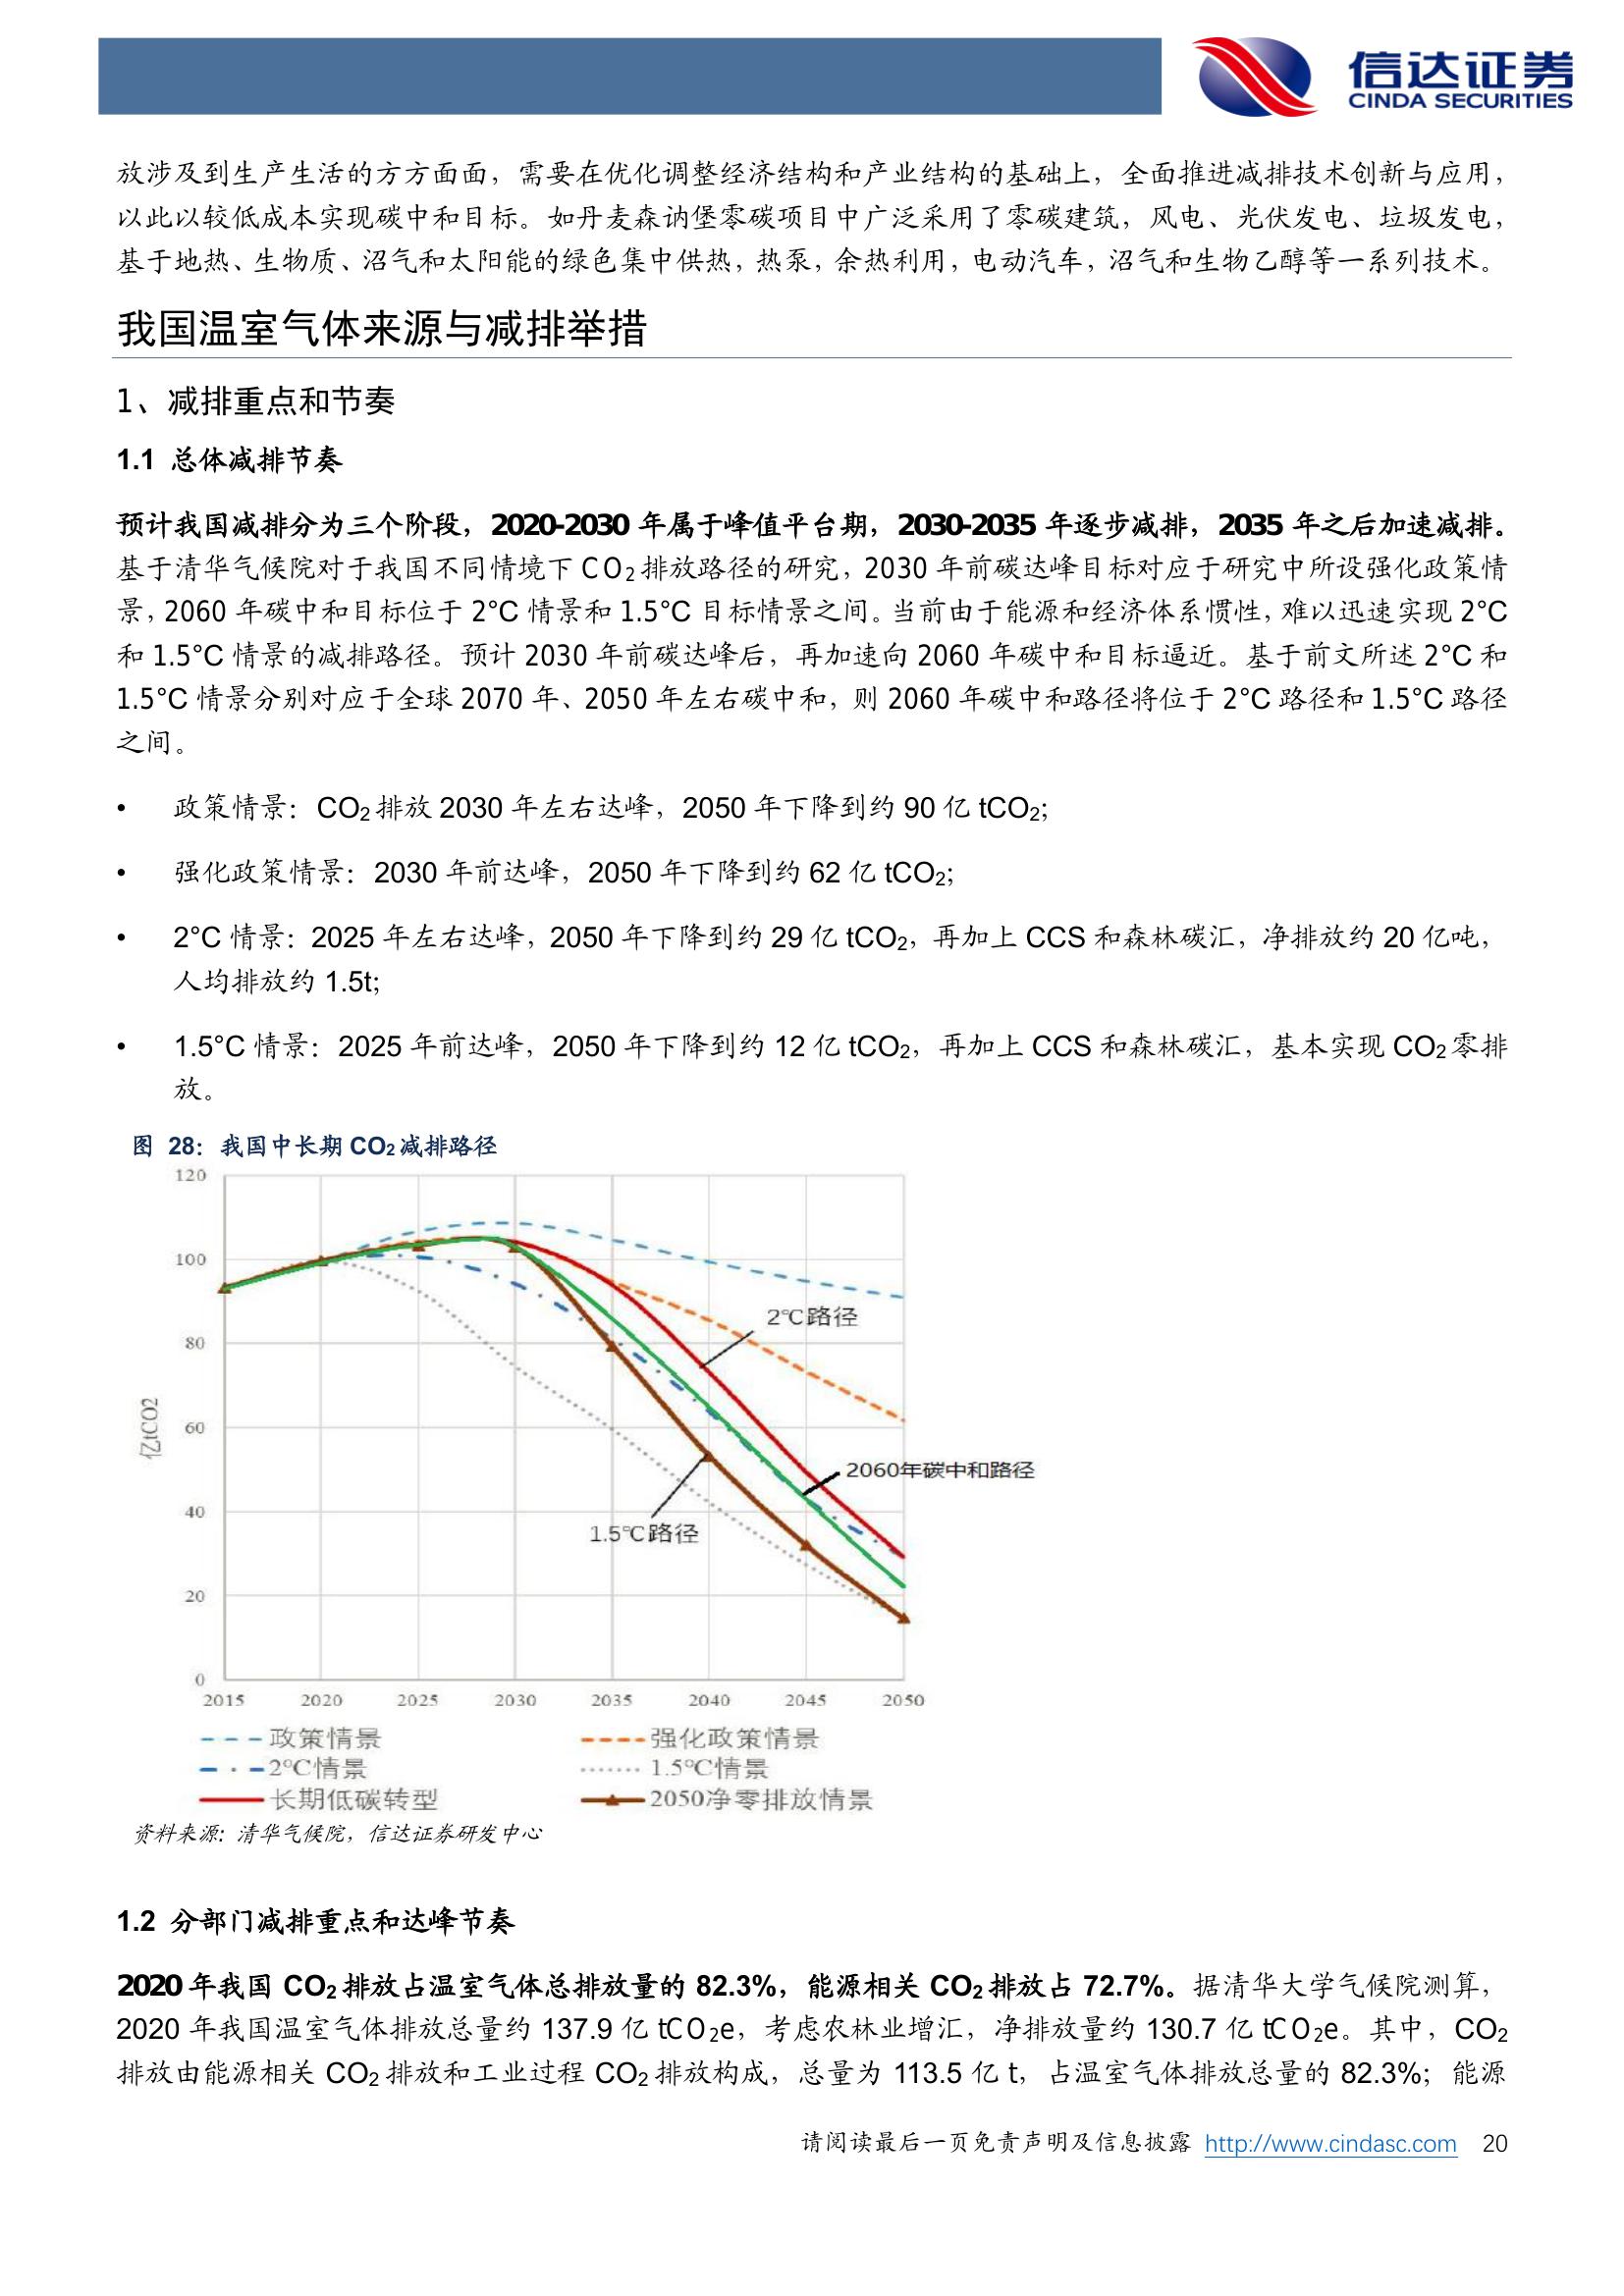 信达证券
CINDA SECURITIES
放涉及到生产生活的方方面面，需要在优化调整经济结构和产业结构的基础上，全面推进减排技术创新与应用，
以此以较低成本实现碳中和目标。如丹麦森讷堡零碳项目中广泛采用了零碳建筑，风电、光伏发电、垃圾发电，
基于地热、生物质、沼气和太阳能的绿色集中供热，热泵，余热利用，电动汽车，沼气和生物乙醇等一系列技术。
我国温室气体来源与减排举措
1、减排重点和节奏
1.1 总体减排节奏
预计我国减排分为三个阶段，2020-2030 年属于峰值平台期，2030-2035 年逐步减排，2035 年之后加速减排。
基于清华气候院对于我国不同情境下 CO2 排放路径的研究，2030 年前碳达峰目标对应于研究中所设强化政策情
景，2060 年碳中和目标位于 2°C 情景和 1.5°C 目标情景之间。当前由于能源和经济体系惯性，难以迅速实现 2°C
和 1.5°C 情景的减排路径。预计 2030 年前碳达峰后，再加速向 2060 年碳中和目标逼近。基于前文所述 2°C 和
1.5°C 情景分别对应于全球 2070 年、2050 年左右碳中和，则 2060 年碳中和路径将位于 2°C 路径和 1.5°C 路径
之间。
• 政策情景：CO2 排放 2030 年左右达峰，2050 年下降到约 90 亿 tCO2;
• 强化政策情景：2030 年前达峰，2050 年下降到约 62 亿 tCO2;
• 2°C 情景：2025 年左右达峰，2050 年下降到约 29 亿 tCO2，再加上 CCS 和森林碳汇，净排放约 20 亿吨，
人均排放约 1.5t;
• 1.5°C 情景：2025 年前达峰，2050 年下降到约 12 亿 tCO2，再加上 CCS 和森林碳汇，基本实现 CO2 零排
放。
图 28：我国中长期 CO2 减排路径
120
100
80
60
40
20
0
亿tCO2
2℃路径
2060年碳中和路径
1.5℃路径
2015 2020 2025 2030 2035 2040 2045 2050
政策情景 强化政策情景
2°C情景 1.5°C情景
长期低碳转型 2050净零排放情景
资料来源：清华气候院，信达证券研发中心
1.2 分部门减排重点和达峰节奏
2020 年我国 CO2 排放占温室气体总排放量的 82.3%，能源相关 CO2 排放占 72.7%。据清华大学气候院测算，
2020 年我国温室气体排放总量约 137.9 亿 tCO2e，考虑农林业增汇，净排放量约 130.7 亿 tCO2e。其中，CO2
排放由能源相关 CO2 排放和工业过程 CO2 排放构成，总量为 113.5 亿 t，占温室气体排放总量的 82.3%；能源
请阅读最后一页免责声明及信息披露 http://www.cindasc.com 20